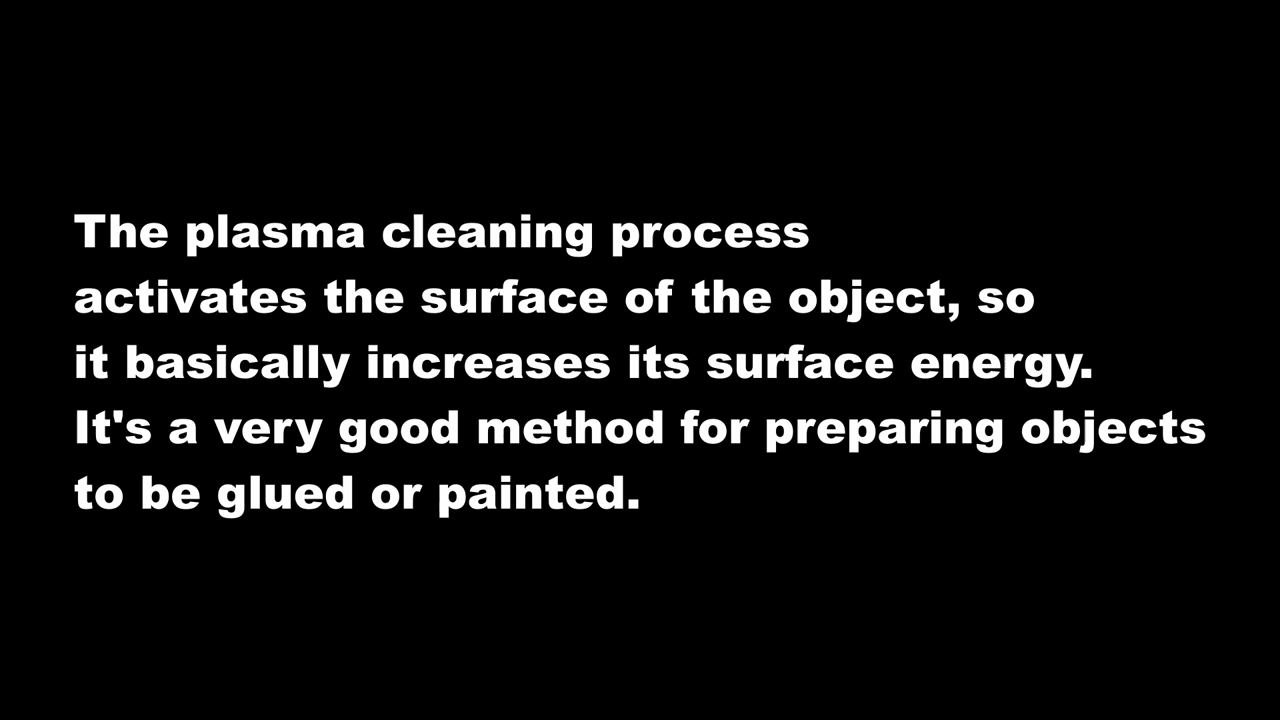 The plasma cleaning process
activates the surface of the object, so
it basically increases its surface energy.
It's a very good method for preparing objects
to be glued or painted.